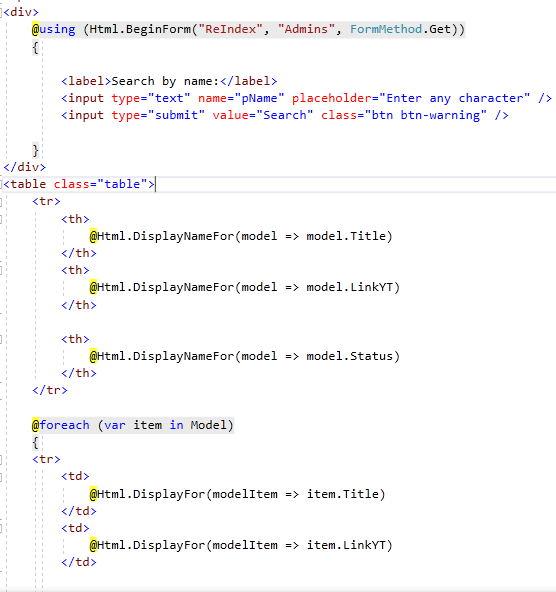 <div>
@using (Html.BeginForm("ReIndex", "Admins", FormMethod.Get))
{
<label>Search by name:</label>
<input type="text" name="pName" placeholder="Enter any character" />
<input type="submit" value="Search" class="btn btn-warning" />
}
</div>
<table class="table">
<tr>
<th>
@Html.DisplayNameFor(model => model.Title)
</th>
<th>
@Html.DisplayNameFor(model => model.LinkYT)
</th>
<th>
@Html.DisplayNameFor(model => model.Status)
</th>
</tr>
@foreach (var item in Model)
{
<tr>
<td>
@Html.DisplayFor(modelItem => item.Title)
</td>
<td>
@Html.DisplayFor(modelItem => item.LinkYT)
</td>